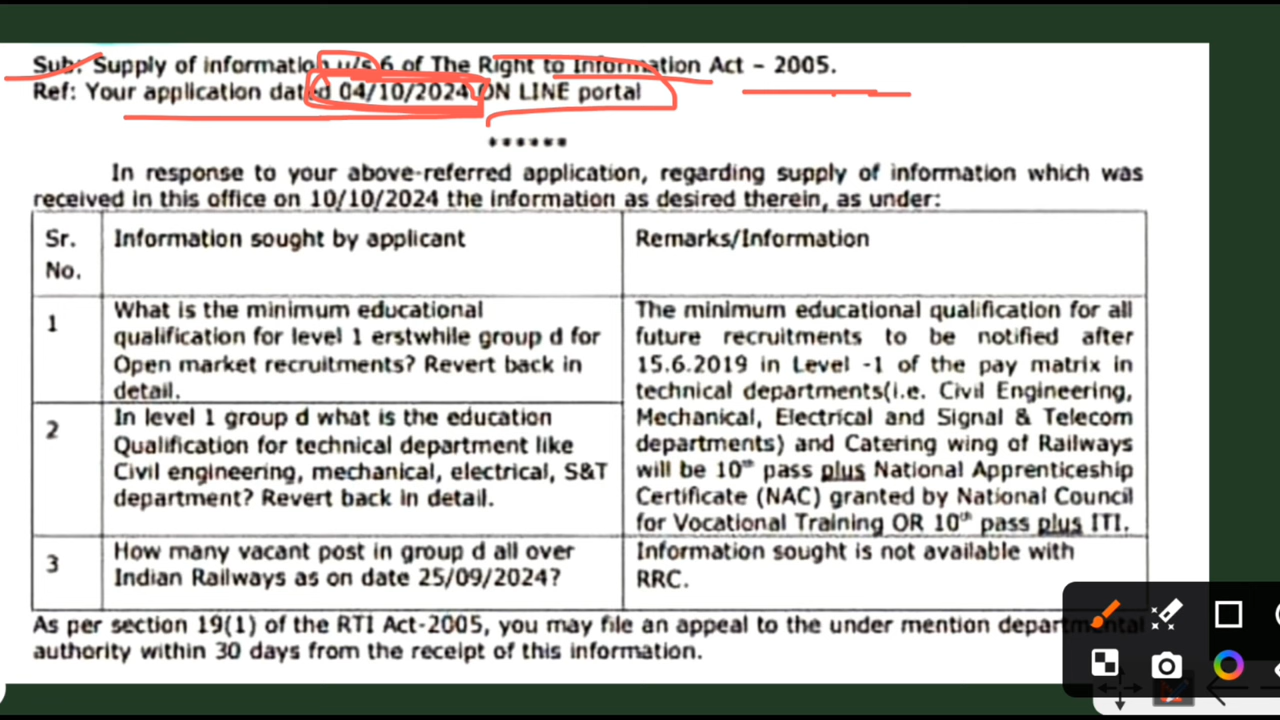 Sub: Supply of information u/s 6 of The Right to Information Act – 2005.
Ref: Your application dated 04/10/2024 ON LINE portal
******
In response to your above-referred application, regarding supply of information which was
received in this office on 10/10/2024 the information as desired therein, as under:
Sr. No.
Information sought by applicant
Remarks/Information
1
What is the minimum educational
qualification for level 1 erstwhile group d for
Open market recruitments? Revert back in
detail.
2
In level 1 group d what is the education
Qualification for technical department like
Civil engineering, mechanical, electrical, S&T
department? Revert back in detail.
The minimum educational qualification for all
future recruitments to be notified after
15.6.2019 in Level -1 of the pay matrix in
technical departments(i.e. Civil Engineering,
Mechanical, Electrical and Signal & Telecom
departments) and Catering wing of Railways
will be 10th pass plus National Apprenticeship
Certificate (NAC) granted by National Council
for Vocational Training OR 10th pass plus ITI.
3
How many vacant post in group d all over
Indian Railways as on date 25/09/2024?
Information sought is not available with
RRC.
As per section 19(1) of the RTI Act-2005, you may file an appeal to the under mention departmental
authority within 30 days from the receipt of this information.